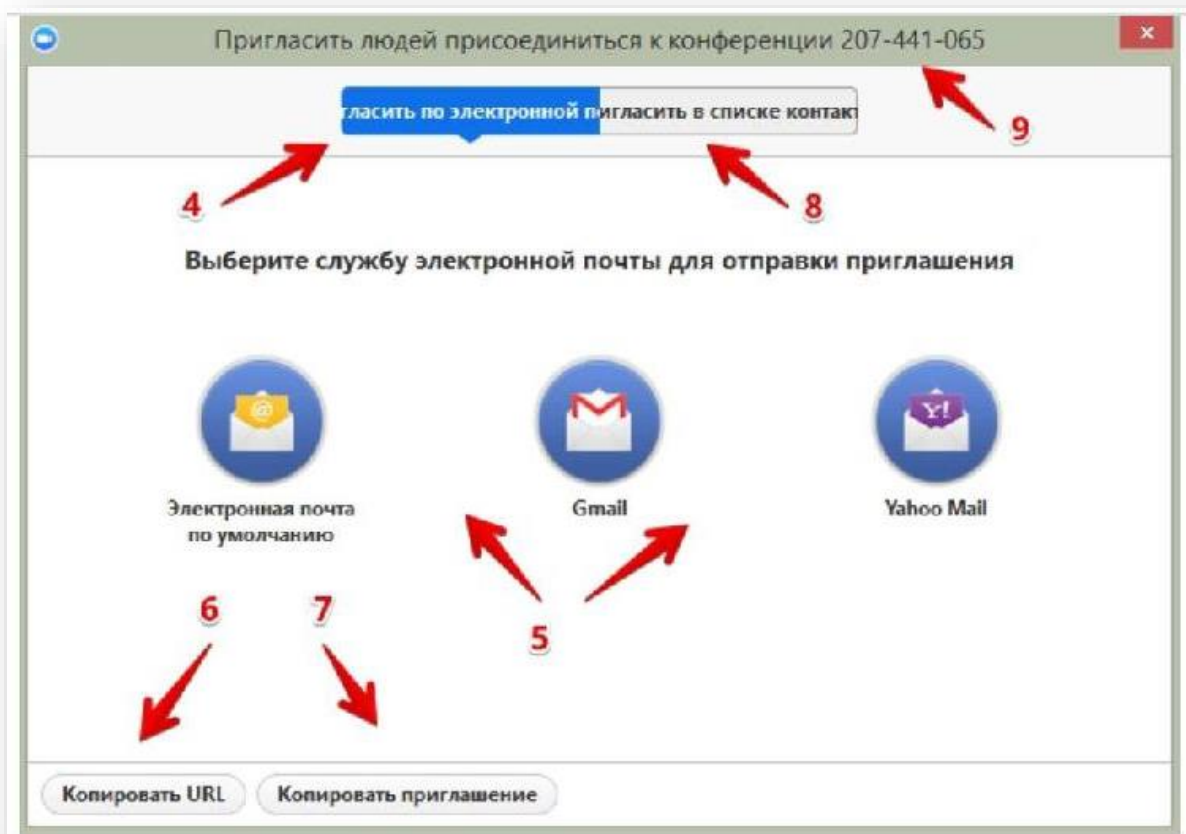 Пригласить людей присоединиться к конференции 207-441-065
гласить по электронной п игласить в списке контакт
9
4
8
Выберите службу электронной почты для отправки приглашения
@
Y!
Электронная почта
по умолчанию
Gmail
Yahoo Mail
6 7
5
Копировать URL Копировать приглашение